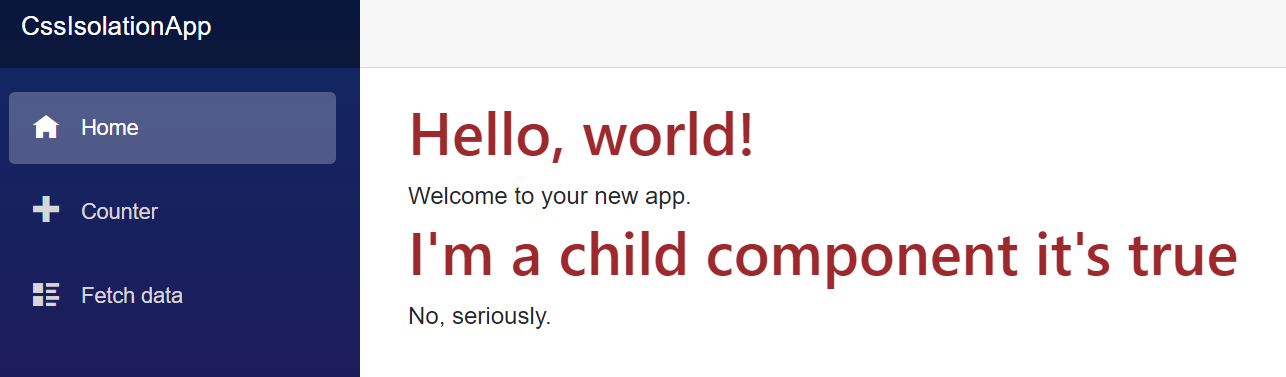 CssIsolationApp
Home
Counter
Fetch data
Hello, world!
Welcome to your new app.
I'm a child component it's true
No, seriously.